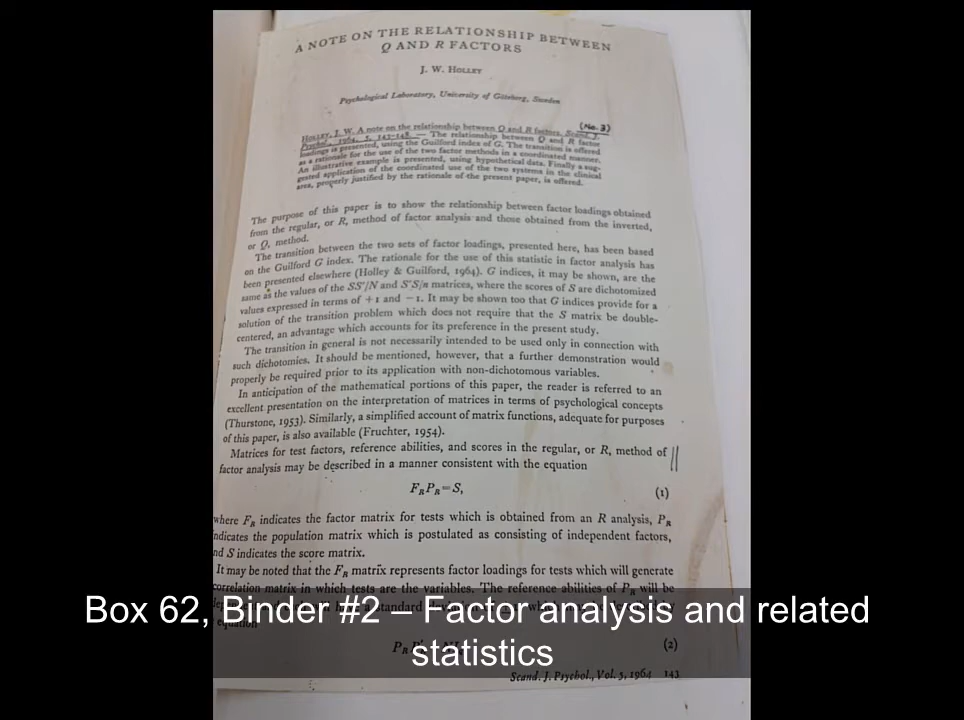 A NOTE ON THE RELATIONSHIP BETWEEN
Q AND R FACTORS
J. W. HOLLEY
Psychological Laboratory, University of Göteborg, Sweden
(No. 3)
HOLLEY, J. W. A note on the relationship between Q and R factors. Scand. J.
Psychol., 1964, 5, 143-148. — The relationship between Q and R factor
loadings is presented, using the Guilford index of G. The transition is offered
as a rationale for the use of the two factor methods in a coordinated manner.
An illustrative example is presented, using hypothetical data. Finally a sug-
gested application of the coordinated use of the two systems in the clinical
area, properly justified by the rationale of the present paper, is offered.
The purpose of this paper is to show the relationship between factor loadings obtained
from the regular, or R, method of factor analysis and those obtained from the inverted,
or Q, method.
The transition between the two sets of factor loadings, presented here, has been based
on the Guilford G index. The rationale for the use of this statistic in factor analysis has
been presented elsewhere (Holley & Guilford, 1964). G indices, it may be shown, are the
same as the values of the SS'/N and S'S/n matrices, where the scores of S are dichotomized
values expressed in terms of +1 and −1. It may be shown too that G indices provide for a
solution of the transition problem which does not require that the S matrix be double-
centered, an advantage which accounts for its preference in the present study.
The transition in general is not necessarily intended to be used only in connection with
such dichotomies. It should be mentioned, however, that a further demonstration would
properly be required prior to its application with non-dichotomous variables.
In anticipation of the mathematical portions of this paper, the reader is referred to an
excellent presentation on the interpretation of matrices in terms of psychological concepts
(Thurstone, 1953). Similarly, a simplified account of matrix functions, adequate for purposes
of this paper, is also available (Fruchter, 1954).
Matrices for test factors, reference abilities, and scores in the regular, or R, method of
factor analysis may be described in a manner consistent with the equation
F_R P_R = S, (1)
where F_R indicates the factor matrix for tests which is obtained from an R analysis, P_R
ndicates the population matrix which is postulated as consisting of independent factors,
nd S indicates the score matrix.
It may be noted that the F_R matrix represents factor loadings for tests which will generate
correlation matrix in which tests are the variables. The reference abilities of P_R will be
a standard
equation
P_R (2)
Scand. J. Psychol., Vol. 5, 1964 143
Box 62, Binder #2 – Factor analysis and related
statistics